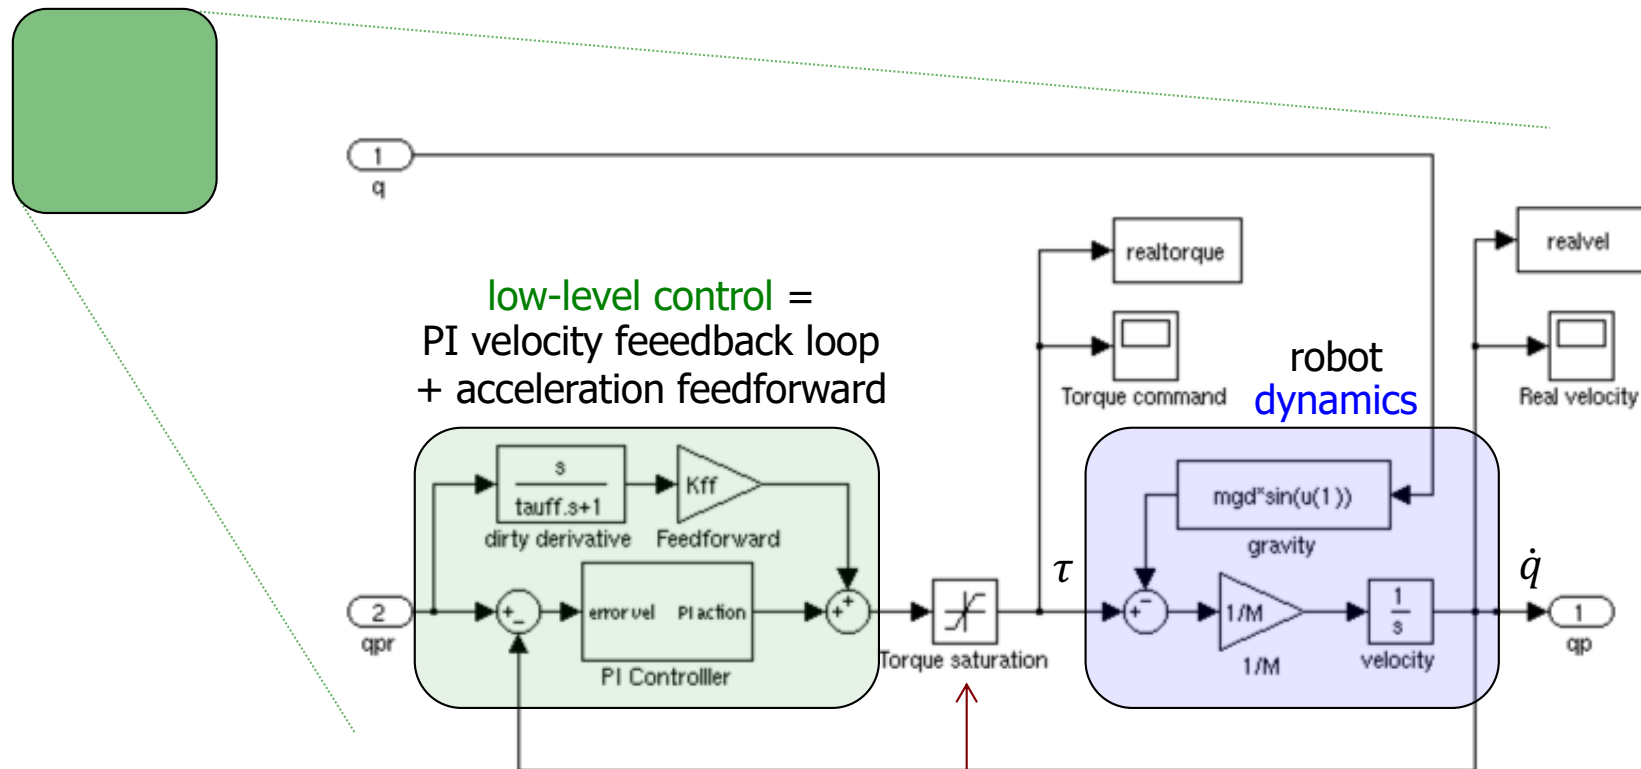 1
q
realtorque
realvel
low-level control =
PI velocity feeedback loop
+ acceleration feedforward
Torque command
robot
dynamics
Real velocity
s
tauff.s+1
dirty derivative
Kff
Feedforward
mgd*sin(u(1))
gravity
τ
q̇
2
qpr
+
−
error vel PI action
PI Controlller
+
+
Torque saturation
+
−
1/M
1/M
1
s
velocity
1
qp